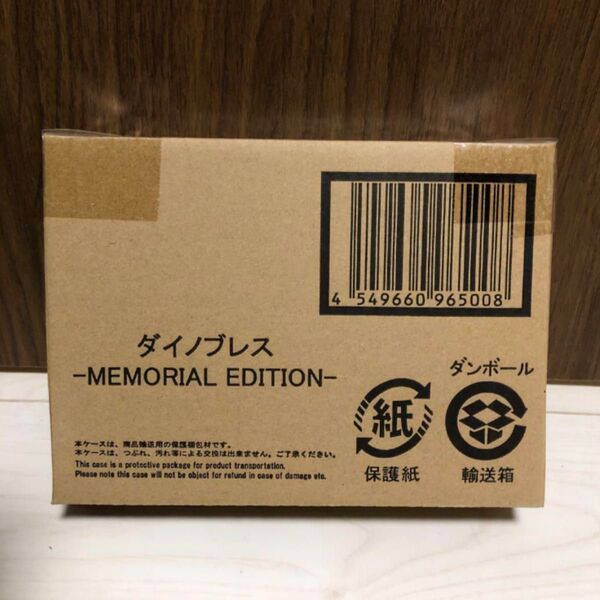 4 549660 965008
ダイノブレス
-MEMORIAL EDITION-
本ケースは、商品輸送用の保護梱包材です。
本ケースは、つぶれ、汚れ等による交換は出来ません。ご了承ください。
This case is a protective package for product transportation.
Please note this case will not be object for refund in case of damage etc.
紙
保護紙
ダンボール
輸送箱